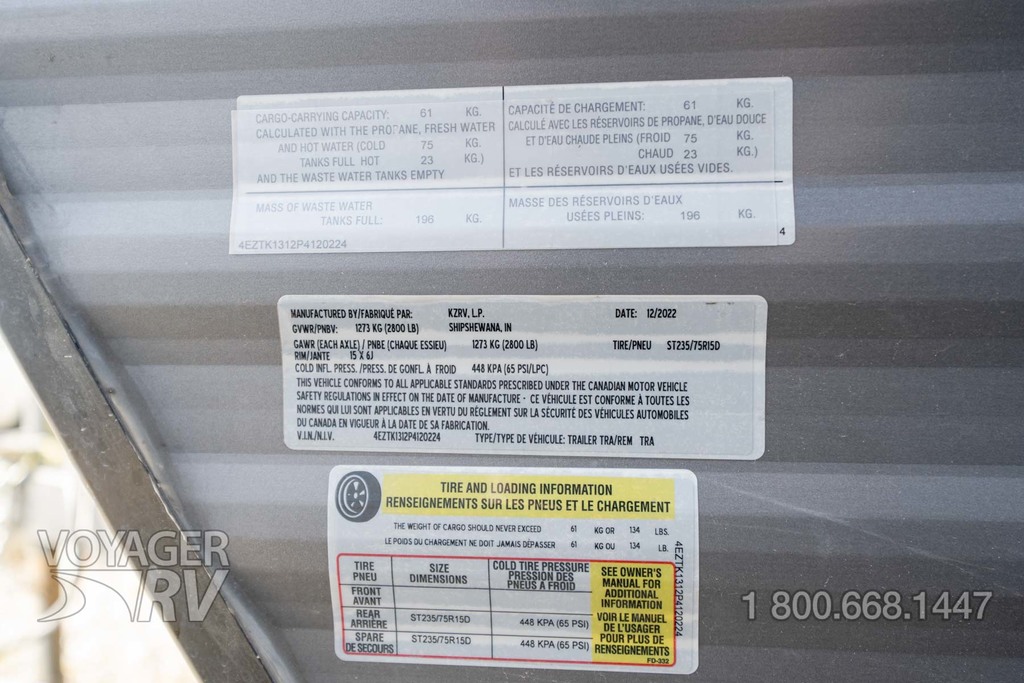 CARGO-CARRYING CAPACITY: 61 KG.
CALCULATED WITH THE PROPANE, FRESH WATER
AND HOT WATER (COLD 75 KG.
TANKS FULL HOT 23 KG.)
AND THE WASTE WATER TANKS EMPTY
MASS OF WASTE WATER
TANKS FULL: 196 KG.
4EZTK1312P4120224
CAPACITÉ DE CHARGEMENT: 61 KG.
CALCULÉ AVEC LES RÉSERVOIRS DE PROPANE, D'EAU DOUCE
ET D'EAU CHAUDE PLEINS (FROID 75 KG.
CHAUD 23 KG.)
ET LES RÉSERVOIRS D'EAUX USÉES VIDES.
MASSE DES RÉSERVOIRS D'EAUX
USÉES PLEINS: 196 KG.
4
MANUFACTURED BY/FABRIQUÉ PAR: KZRV, L.P. DATE: 12/2022
GVWR/PNBV: 1273 KG (2800 LB) SHIPSHEWANA, IN
GAWR (EACH AXLE) / PNBE (CHAQUE ESSIEU) 1273 KG (2800 LB) TIRE/PNEU ST235/75R15D
RIM/JANTE 15 X 6J
COLD INFL. PRESS. /PRESS. DE GONFL. À FROID 448 KPA (65 PSI/LPC)
THIS VEHICLE CONFORMS TO ALL APPLICABLE STANDARDS PRESCRIBED UNDER THE CANADIAN MOTOR VEHICLE
SAFETY REGULATIONS IN EFFECT ON THE DATE OF MANUFACTURE - CE VÉHICULE EST CONFORME À TOUTES LES
NORMES QUI LUI SONT APPLICABLES EN VERTU DU RÈGLEMENT SUR LA SÉCURITÉ DES VÉHICULES AUTOMOBILES
DU CANADA EN VIGUEUR À LA DATE DE SA FABRICATION.
V.I.N./N.I.V. 4EZTK1312P4120224 TYPE/TYPE DE VÉHICULE: TRAILER TRA/REM TRA
TIRE AND LOADING INFORMATION
RENSEIGNEMENTS SUR LES PNEUS ET LE CHARGEMENT
THE WEIGHT OF CARGO SHOULD NEVER EXCEED 61 KG OR 134 LBS.
LE POIDS DU CHARGEMENT NE DOIT JAMAIS DÉPASSER 61 KG OU 134 LB.
TIRE
PNEU
SIZE
DIMENSIONS
COLD TIRE PRESSURE
PRESSION DES
PNEUS A FROID
FRONT
AVANT
REAR
ARRIÈRE
ST235/75R15D 448 KPA (65 PSI)
SPARE
DE SECOURS
ST235/75R15D 448 KPA (65 PSI)
SEE OWNER'S
MANUAL FOR
ADDITIONAL
INFORMATION
VOIR LE MANUEL
DE L'USAGER
POUR PLUS DE
RENSEIGNEMENTS
FD-332
4EZTK1312P4120224
VOYAGER
RV
1 800.668.1447